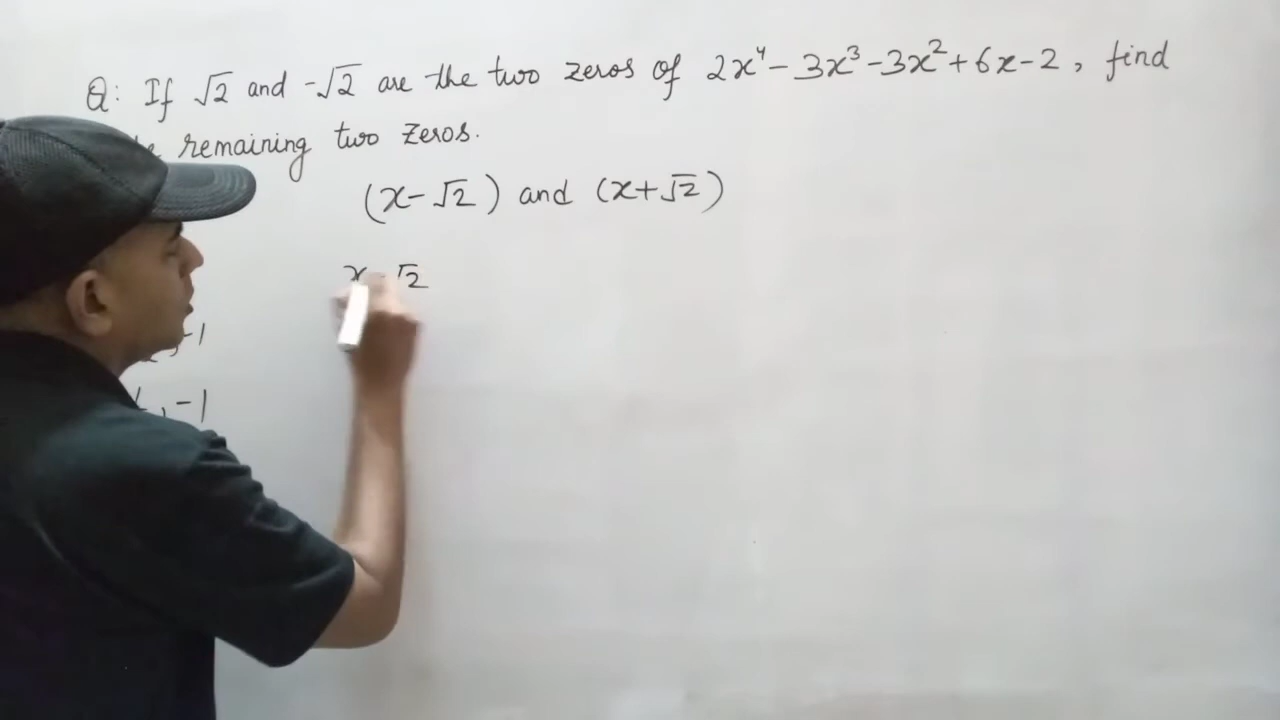 Q: If √2 and -√2 are the two zeros of 2x⁴-3x³-3x²+6x-2, find
remaining two zeros.
(x-√2) and (x+√2)
x √2
, -1
, -1